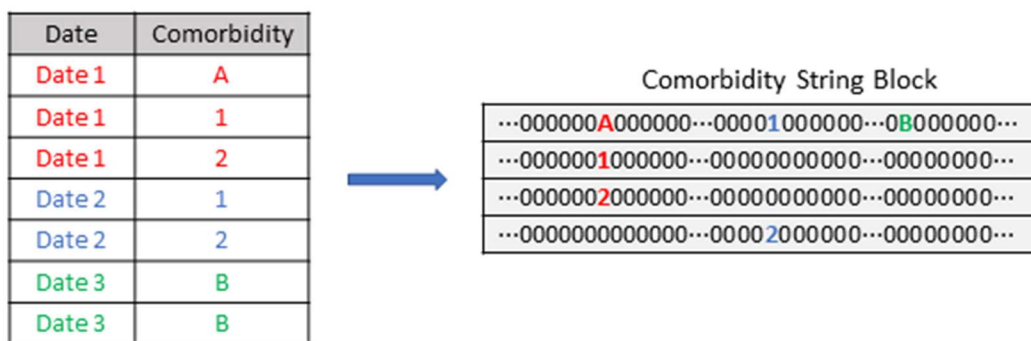 Date Comorbidity
Date 1 A
Date 1 1
Date 1 2
Date 2 1
Date 2 2
Date 3 B
Date 3 B
Comorbidity String Block
···000000A000000···00001000000···0B000000···
···0000001000000···00000000000···00000000···
···0000002000000···00000000000···00000000···
···0000000000000···00002000000···00000000···